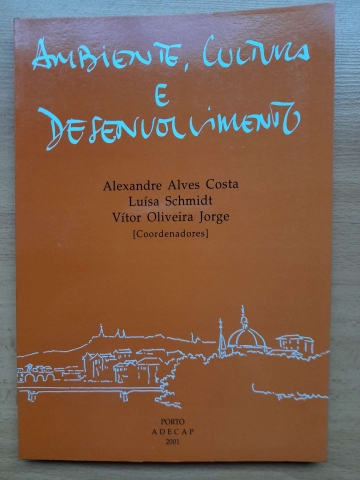 AMBIENTE, CULTURA
E
DESENVOLVIMENTO
Alexandre Alves Costa
Luísa Schmidt
Vítor Oliveira Jorge
[Coordenadores]
PORTO
ADECAP
2001